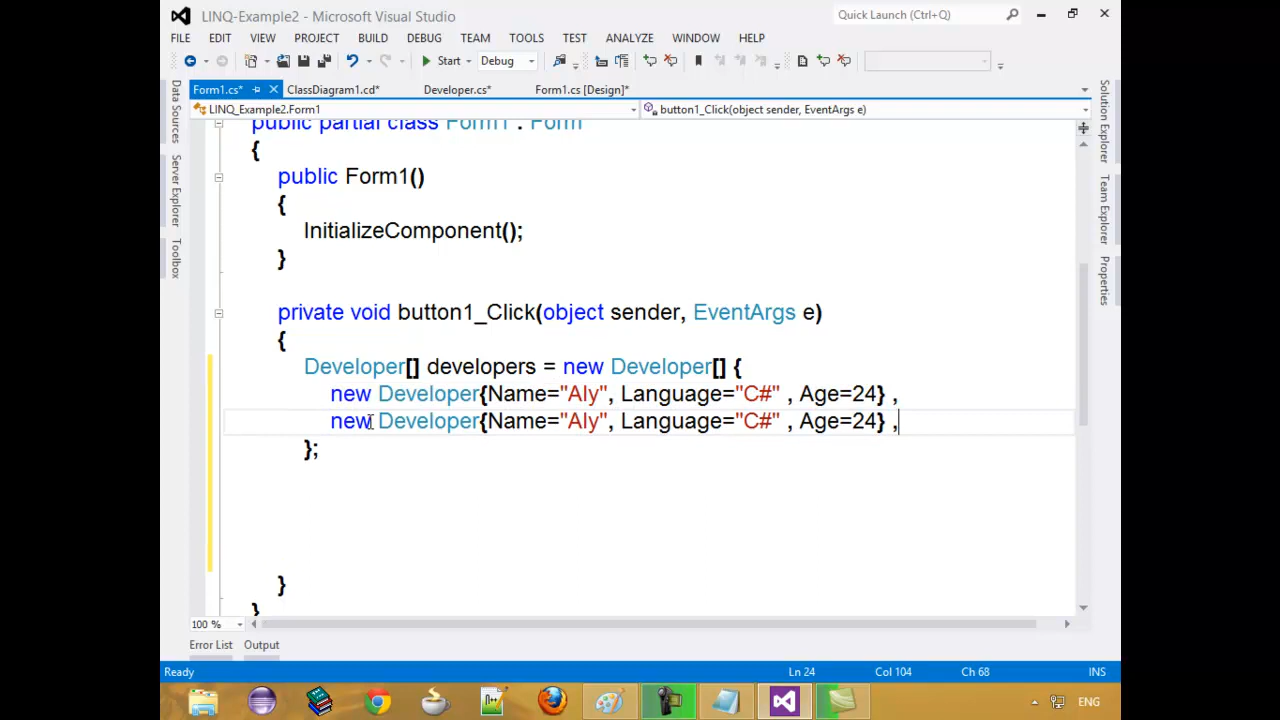 LINQ-Example2 - Microsoft Visual Studio
Quick Launch (Ctrl+Q)
FILE EDIT VIEW PROJECT BUILD DEBUG TEAM TOOLS TEST ANALYZE WINDOW HELP
Start Debug
Form1.cs* ClassDiagram1.cd* Developer.cs* Form1.cs [Design]*
LINQ_Example2.Form1 button1_Click(object sender, EventArgs e)
Data Sources
Server Explorer
Toolbox
Solution Explorer
Team Explorer
Properties
public partial class Form1 : Form
{
public Form1()
{
InitializeComponent();
}
private void button1_Click(object sender, EventArgs e)
{
Developer[] developers = new Developer[] {
new Developer{Name="Aly", Language="C#" , Age=24} ,
new Developer{Name="Aly", Language="C#" , Age=24} ,
};
}
}
100 %
Error List Output
Ready Ln 24 Col 104 Ch 68 INS
ENG